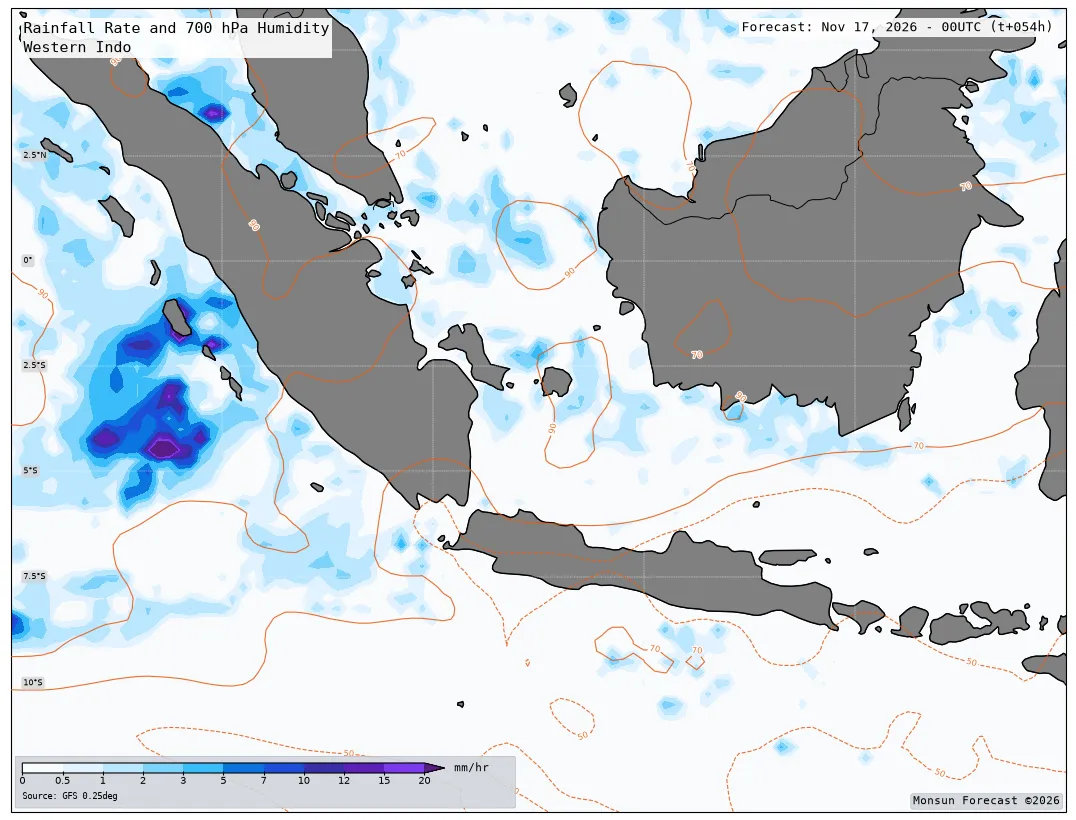 Rainfall Rate and 700 hPa Humidity
Western Indo
Forecast: Nov 17, 2026 - 00UTC (t+054h)
90
70
70
2.5°N
70
90
0°
90
90
2.5°S
70
90
90
70
5°S
7.5°S
70
70
50
10°S
50
50
50
mm/hr
0 0.5 1 2 3 5 7 10 12 15 20
Source: GFS 0.25deg
Monsun Forecast ©2026